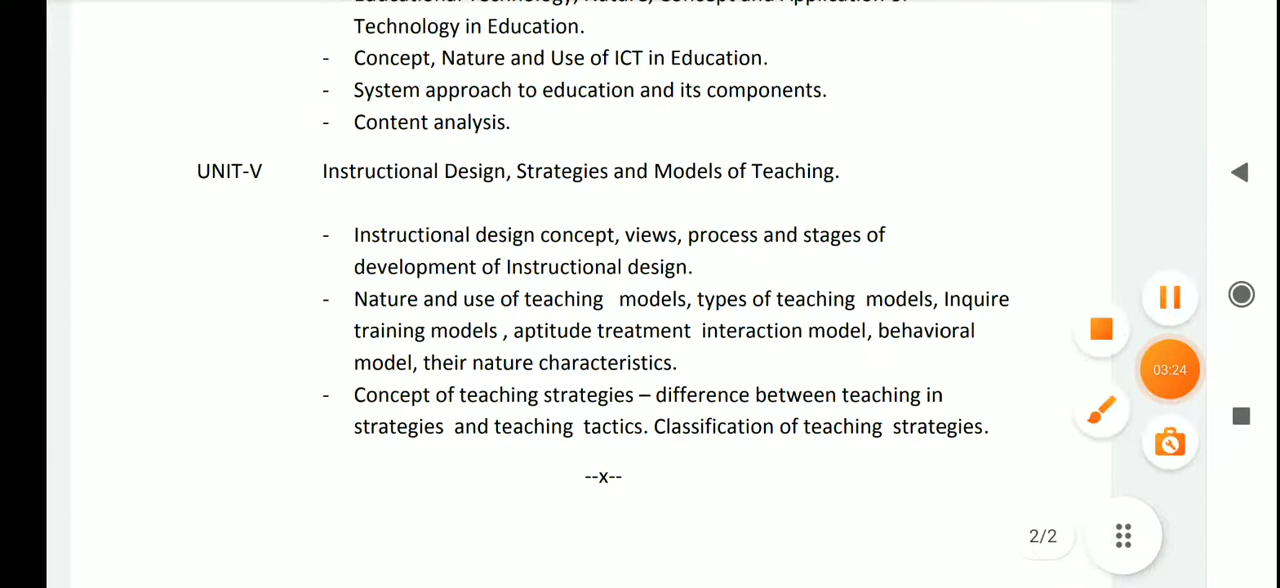 Technology in Education.
- Concept, Nature and Use of ICT in Education.
- System approach to education and its components.
- Content analysis.
UNIT-V Instructional Design, Strategies and Models of Teaching.
- Instructional design concept, views, process and stages of
development of Instructional design.
- Nature and use of teaching models, types of teaching models, Inquire
training models , aptitude treatment interaction model, behavioral
model, their nature characteristics.
- Concept of teaching strategies – difference between teaching in
strategies and teaching tactics. Classification of teaching strategies.
--x--
03:24
2/2